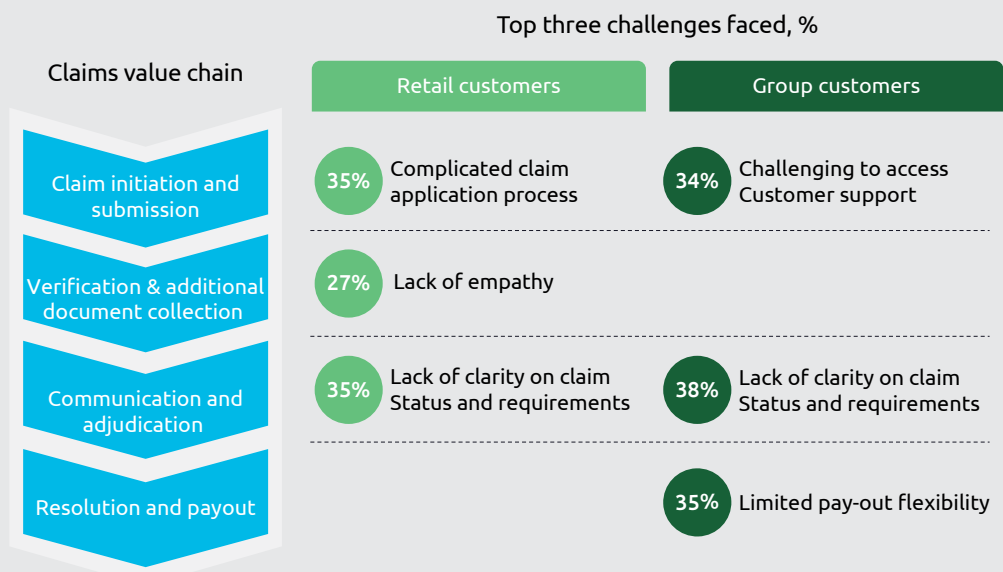 Top three challenges faced, %
Claims value chain
Retail customers
Group customers
Claim initiation and
submission
35%
Complicated claim
application process
34%
Challenging to access
Customer support
Verification & additional
document collection
27%
Lack of empathy
Communication and
adjudication
35%
Lack of clarity on claim
Status and requirements
38%
Lack of clarity on claim
Status and requirements
Resolution and payout
35%
Limited pay-out flexibility